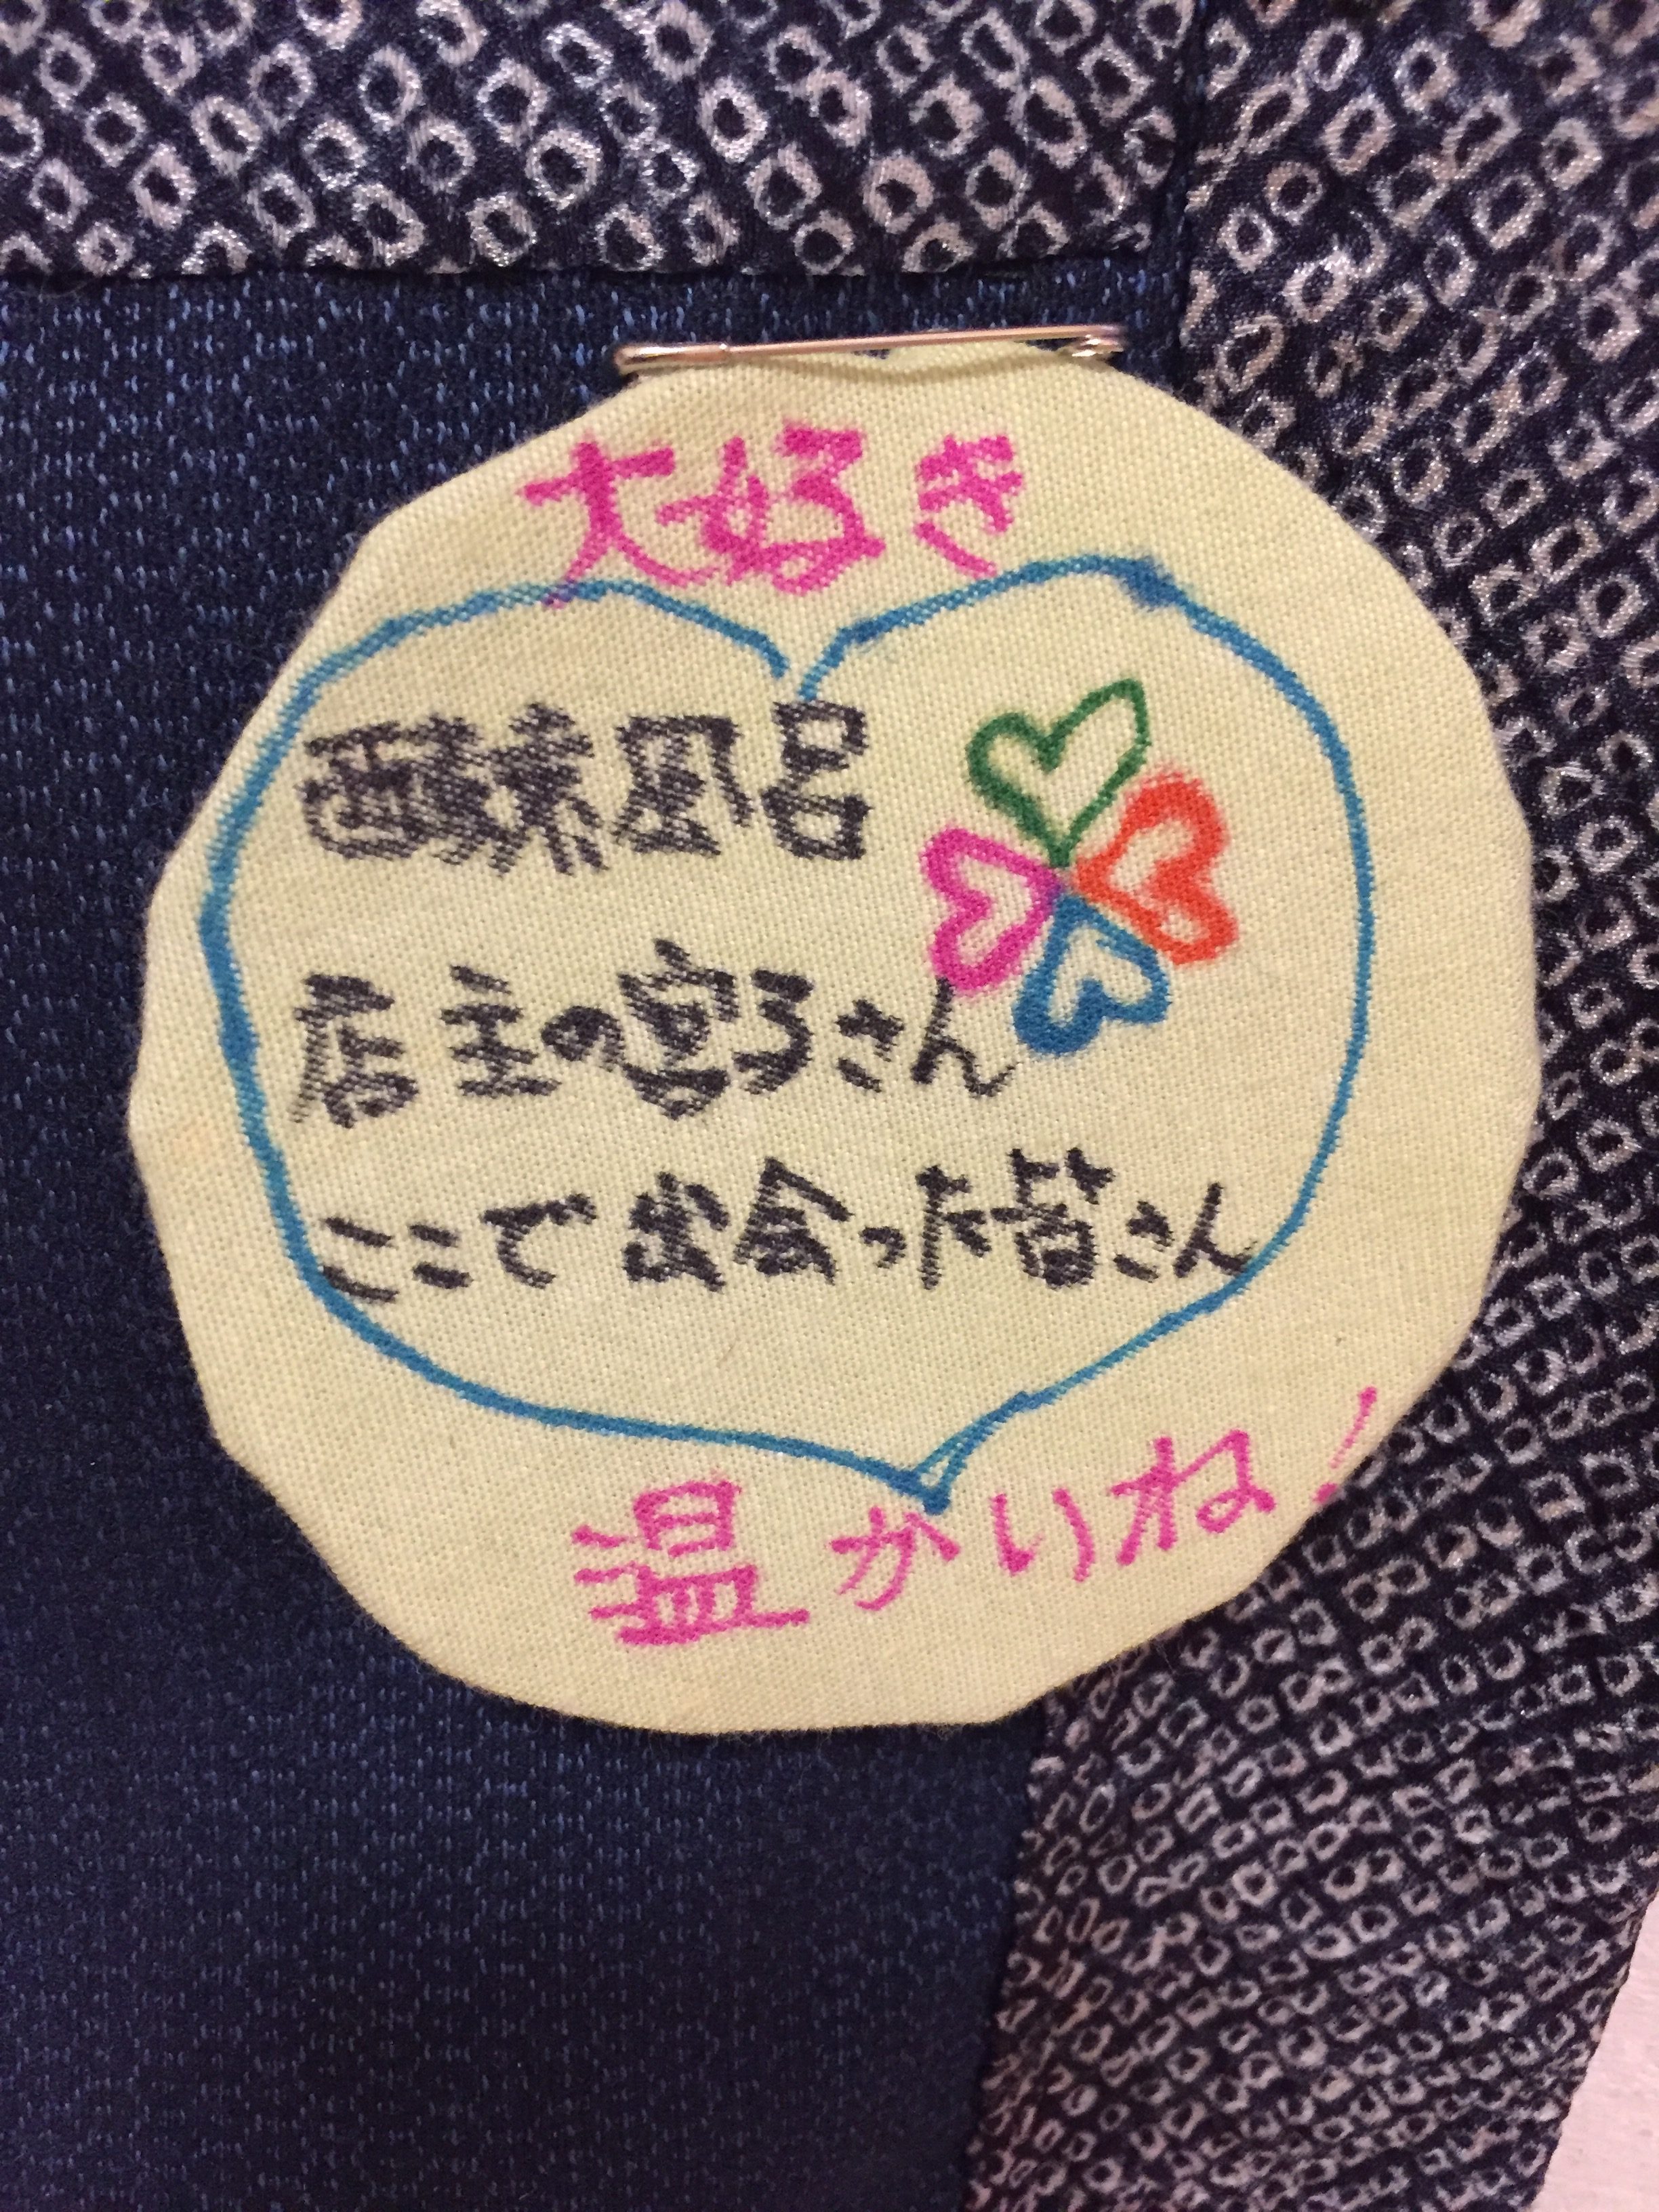 大好き
酵素風呂
店主の容子さん
ここで出会った皆さん
温かいね!